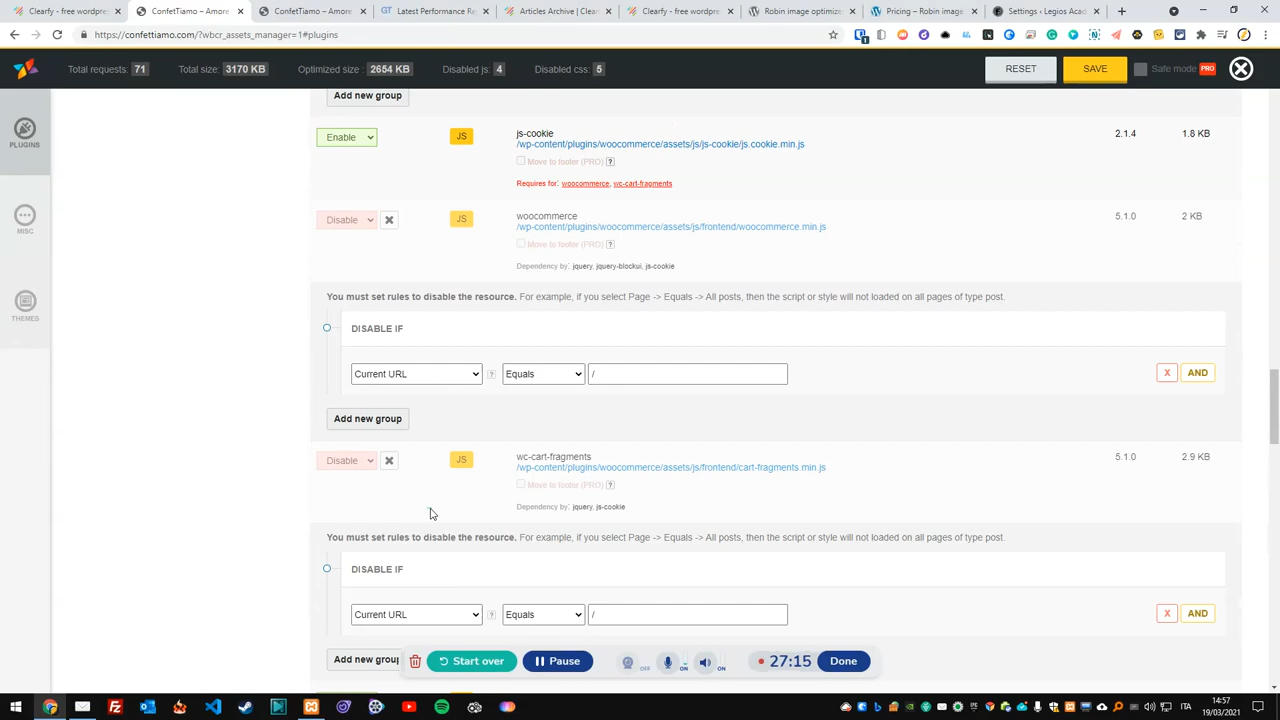 Clearfy - free wordpres
ConfetTiamo - Amore
ConfetTiamo - Amore
Latest Performance Re
Articles Archive | Clea
Clearfy - free wordpres
Robin image optimize
Pricing – Robin image
Settings ‹ Legios Aca
https://confettiamo.com/?wbcr_assets_manager=1#plugins
Total requests: 71
Total size: 3170 KB
Optimized size : 2654 KB
Disabled js: 4
Disabled css: 5
RESET
SAVE
Safe mode PRO
PLUGINS
MISC
THEMES
Add new group
Enable
JS
js-cookie
/wp-content/plugins/woocommerce/assets/js/js-cookie/js.cookie.min.js
2.1.4
1.8 KB
Move to footer (PRO) ?
Requires for: woocommerce, wc-cart-fragments
Disable
JS
woocommerce
/wp-content/plugins/woocommerce/assets/js/frontend/woocommerce.min.js
5.1.0
2 KB
Move to footer (PRO) ?
Dependency by: jquery, jquery-blockui, js-cookie
You must set rules to disable the resource. For example, if you select Page -> Equals -> All posts, then the script or style will not loaded on all pages of type post.
DISABLE IF
Current URL ? Equals /
X AND
Add new group
Disable
JS
wc-cart-fragments
/wp-content/plugins/woocommerce/assets/js/frontend/cart-fragments.min.js
5.1.0
2.9 KB
Move to footer (PRO) ?
Dependency by: jquery, js-cookie
You must set rules to disable the resource. For example, if you select Page -> Equals -> All posts, then the script or style will not loaded on all pages of type post.
DISABLE IF
Current URL ? Equals /
X AND
Add new group
Start over
Pause
OFF
ON
ON
27:15
Done
14:57
19/03/2021